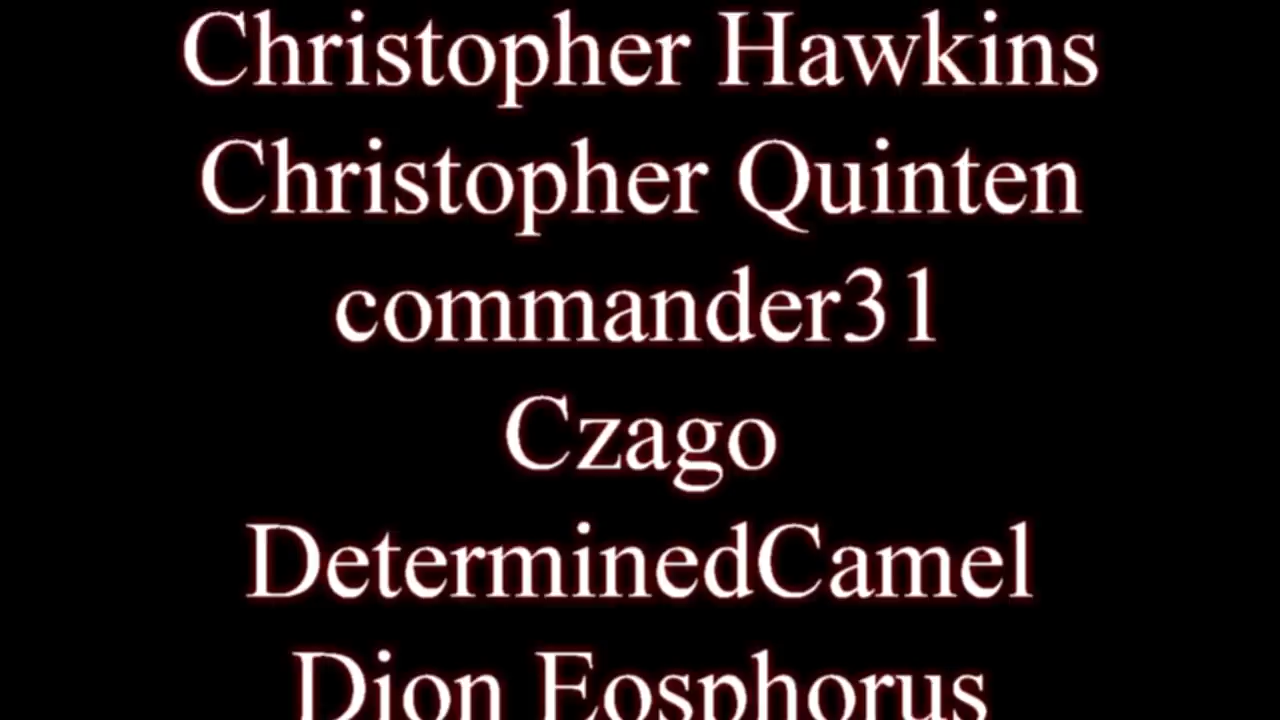 Christopher Hawkins
Christopher Quinten
commander31
Czago
DeterminedCamel
Dion Eosphorus